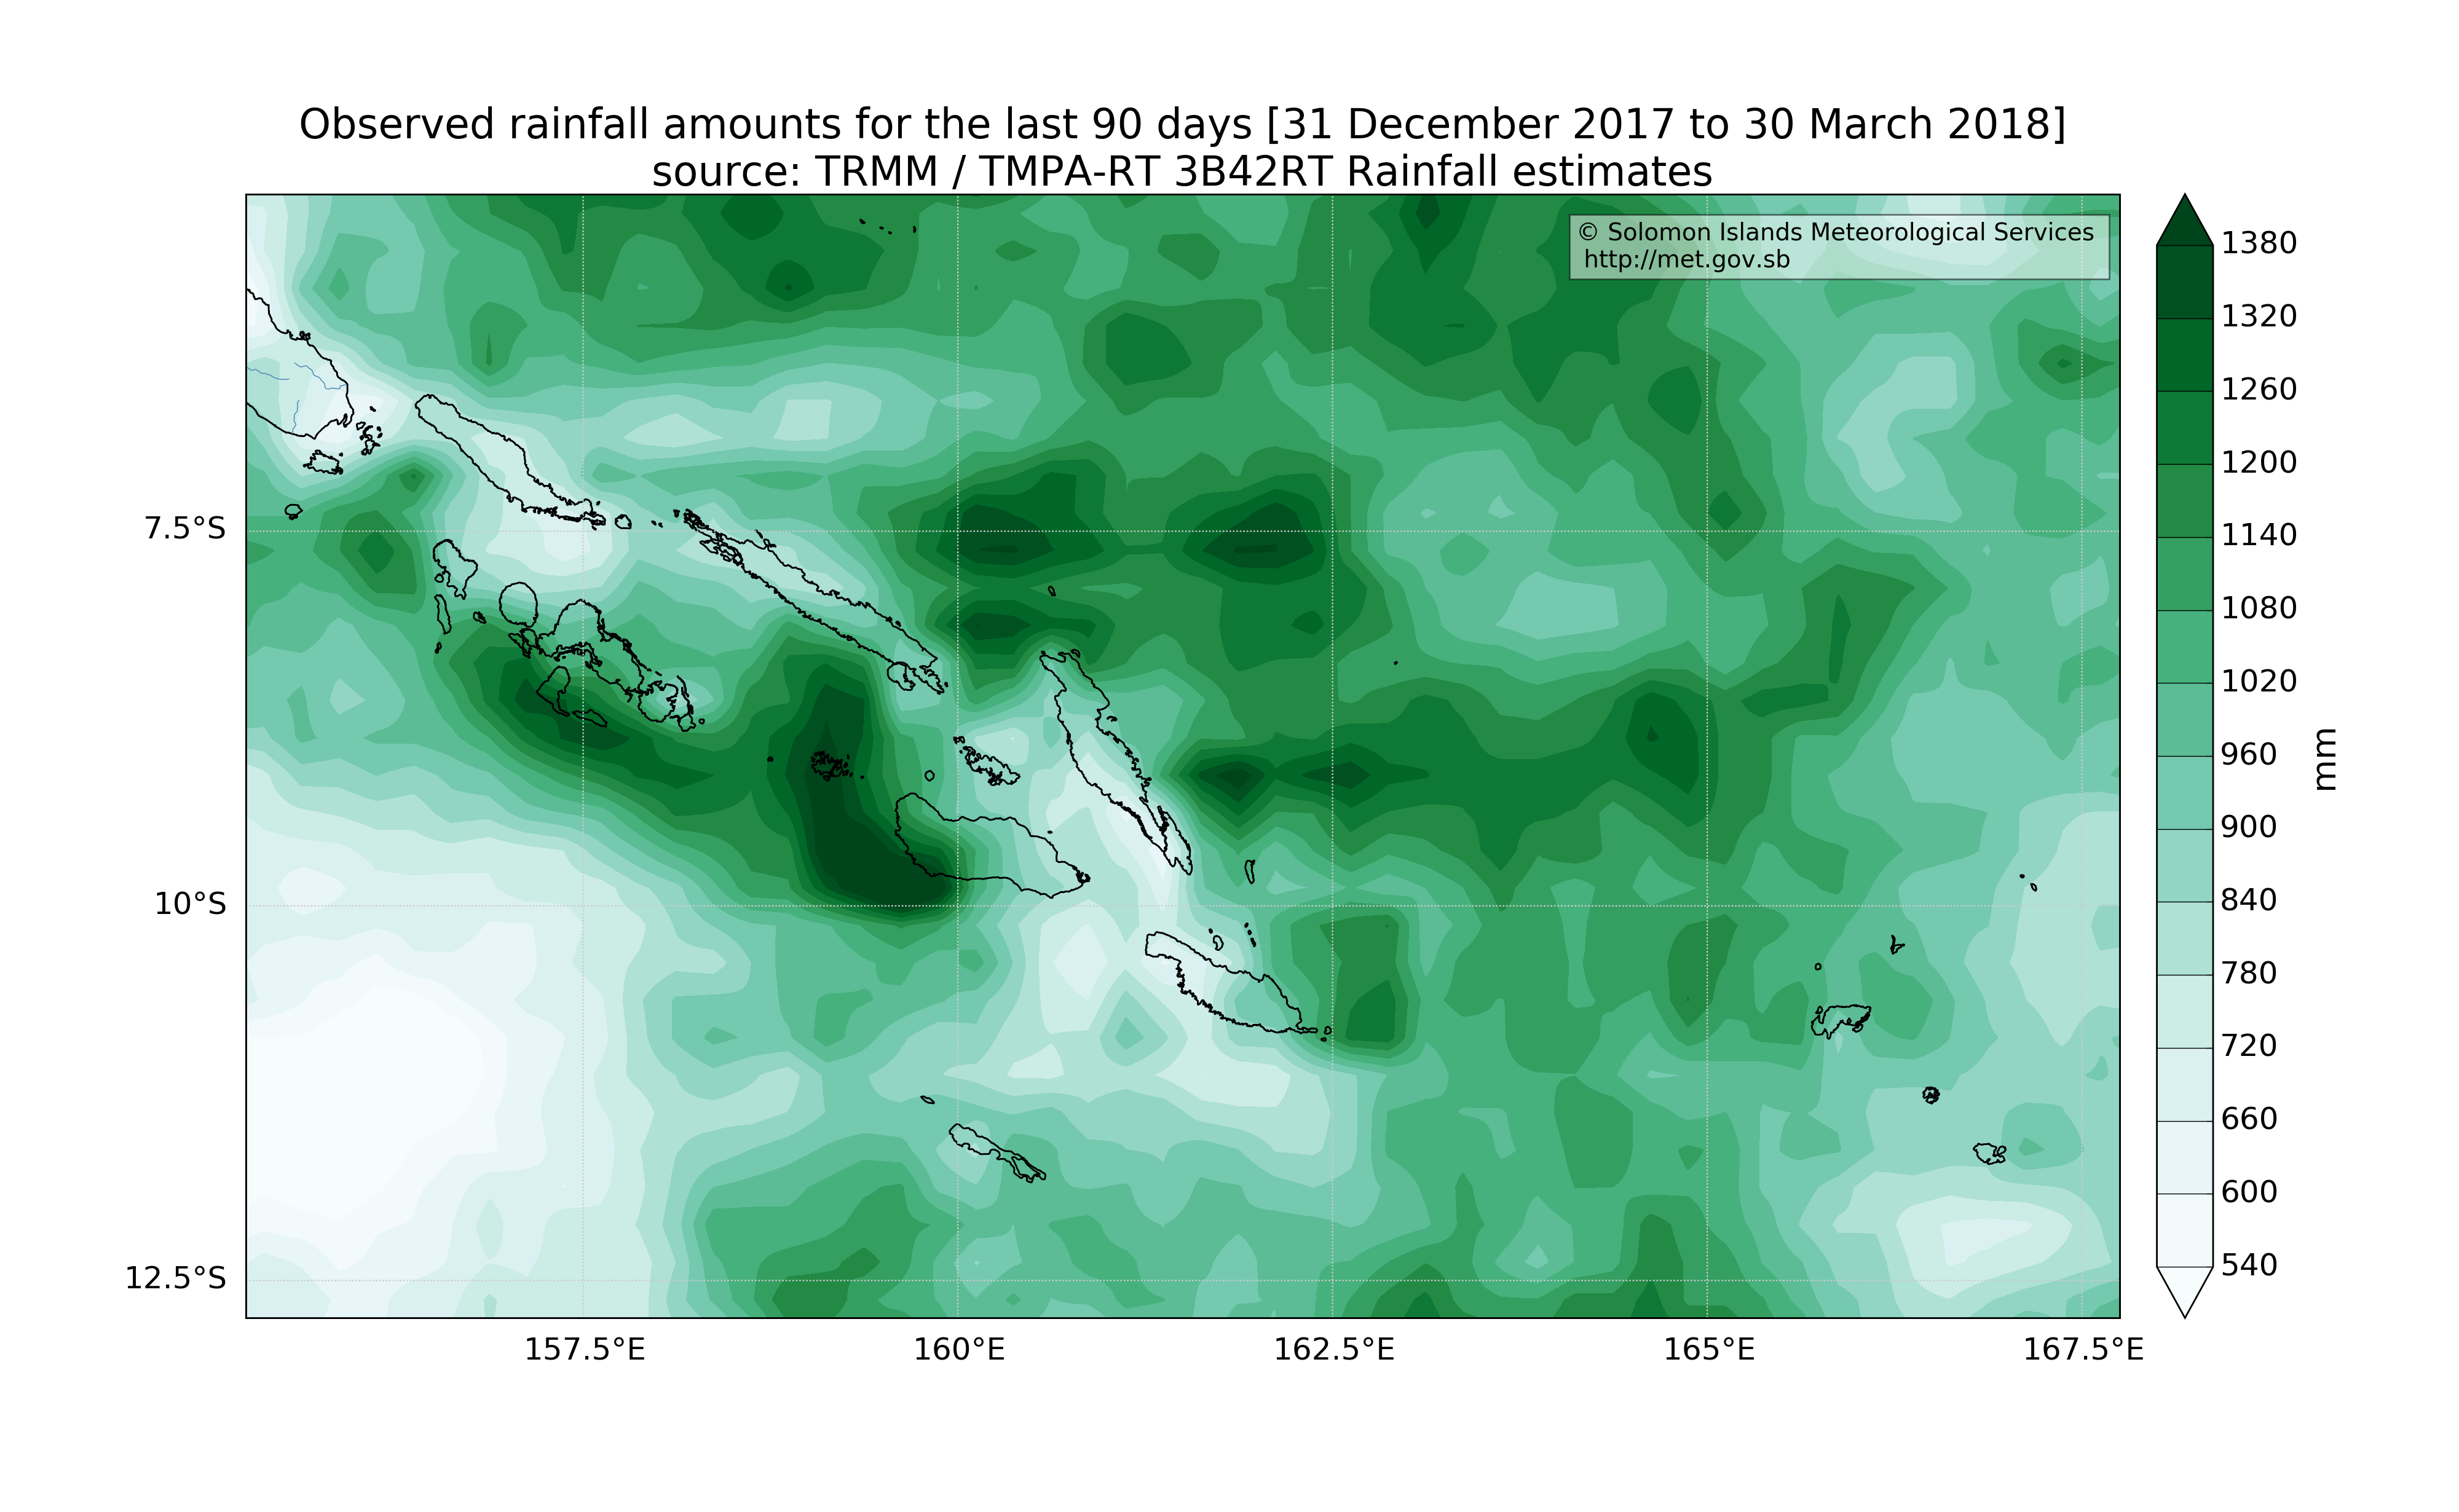 Observed rainfall amounts for the last 90 days [31 December 2017 to 30 March 2018]
source: TRMM / TMPA-RT 3B42RT Rainfall estimates
© Solomon Islands Meteorological Services
http://met.gov.sb
7.5°S
10°S
12.5°S
157.5°E
160°E
162.5°E
165°E
167.5°E
1380
1320
1260
1200
1140
1080
1020
960
900
840
780
720
660
600
540
mm